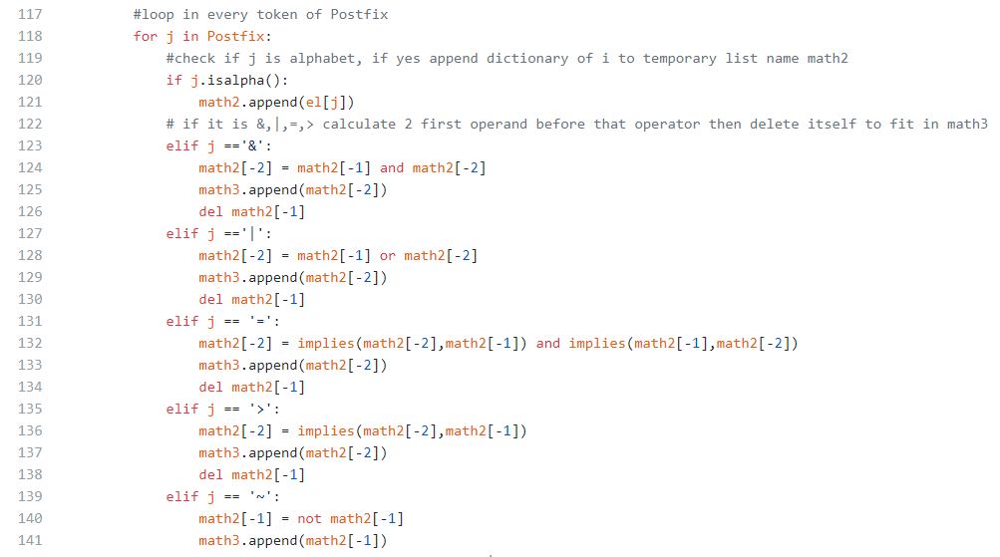 117 #loop in every token of Postfix
118 for j in Postfix:
119 #check if j is alphabet, if yes append dictionary of i to temporary list name math2
120 if j.isalpha():
121 math2.append(el[j])
122 # if it is &,|,=,> calculate 2 first operand before that operator then delete itself to fit in math3
123 elif j =='&':
124 math2[-2] = math2[-1] and math2[-2]
125 math3.append(math2[-2])
126 del math2[-1]
127 elif j =='|':
128 math2[-2] = math2[-1] or math2[-2]
129 math3.append(math2[-2])
130 del math2[-1]
131 elif j == '=':
132 math2[-2] = implies(math2[-2],math2[-1]) and implies(math2[-1],math2[-2])
133 math3.append(math2[-2])
134 del math2[-1]
135 elif j == '>':
136 math2[-2] = implies(math2[-2],math2[-1])
137 math3.append(math2[-2])
138 del math2[-1]
139 elif j == '~':
140 math2[-1] = not math2[-1]
141 math3.append(math2[-1])